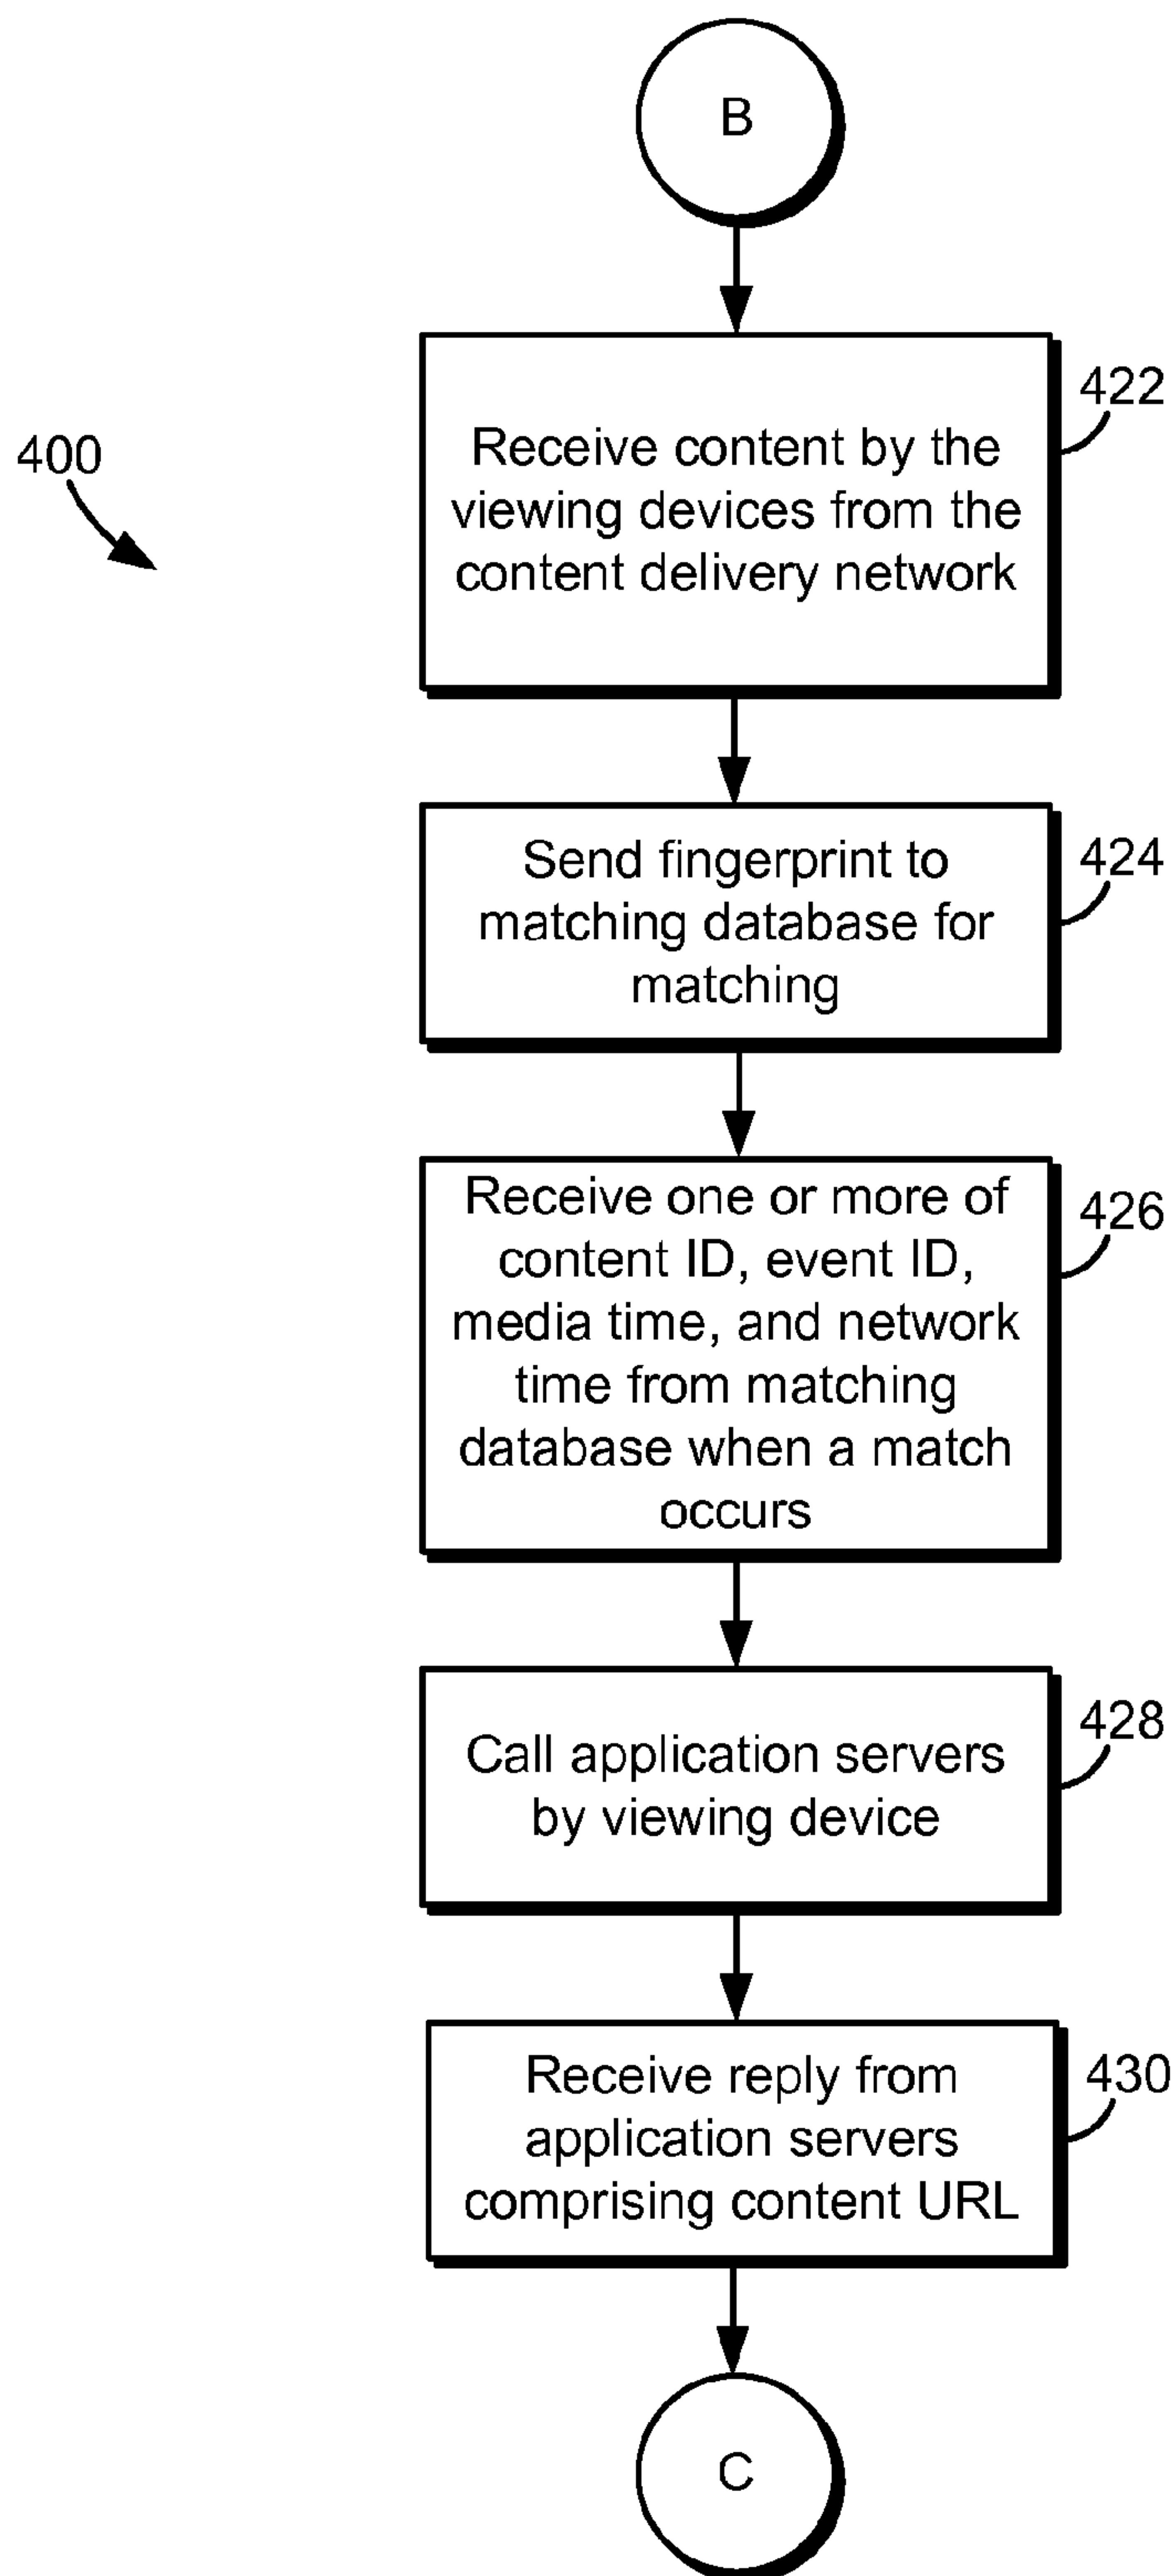 B
400
422
Receive content by the
viewing devices from the
content delivery network
424
Send fingerprint to
matching database for
matching
426
Receive one or more of
content ID, event ID,
media time, and network
time from matching
database when a match
occurs
428
Call application servers
by viewing device
430
Receive reply from
application servers
comprising content URL
C